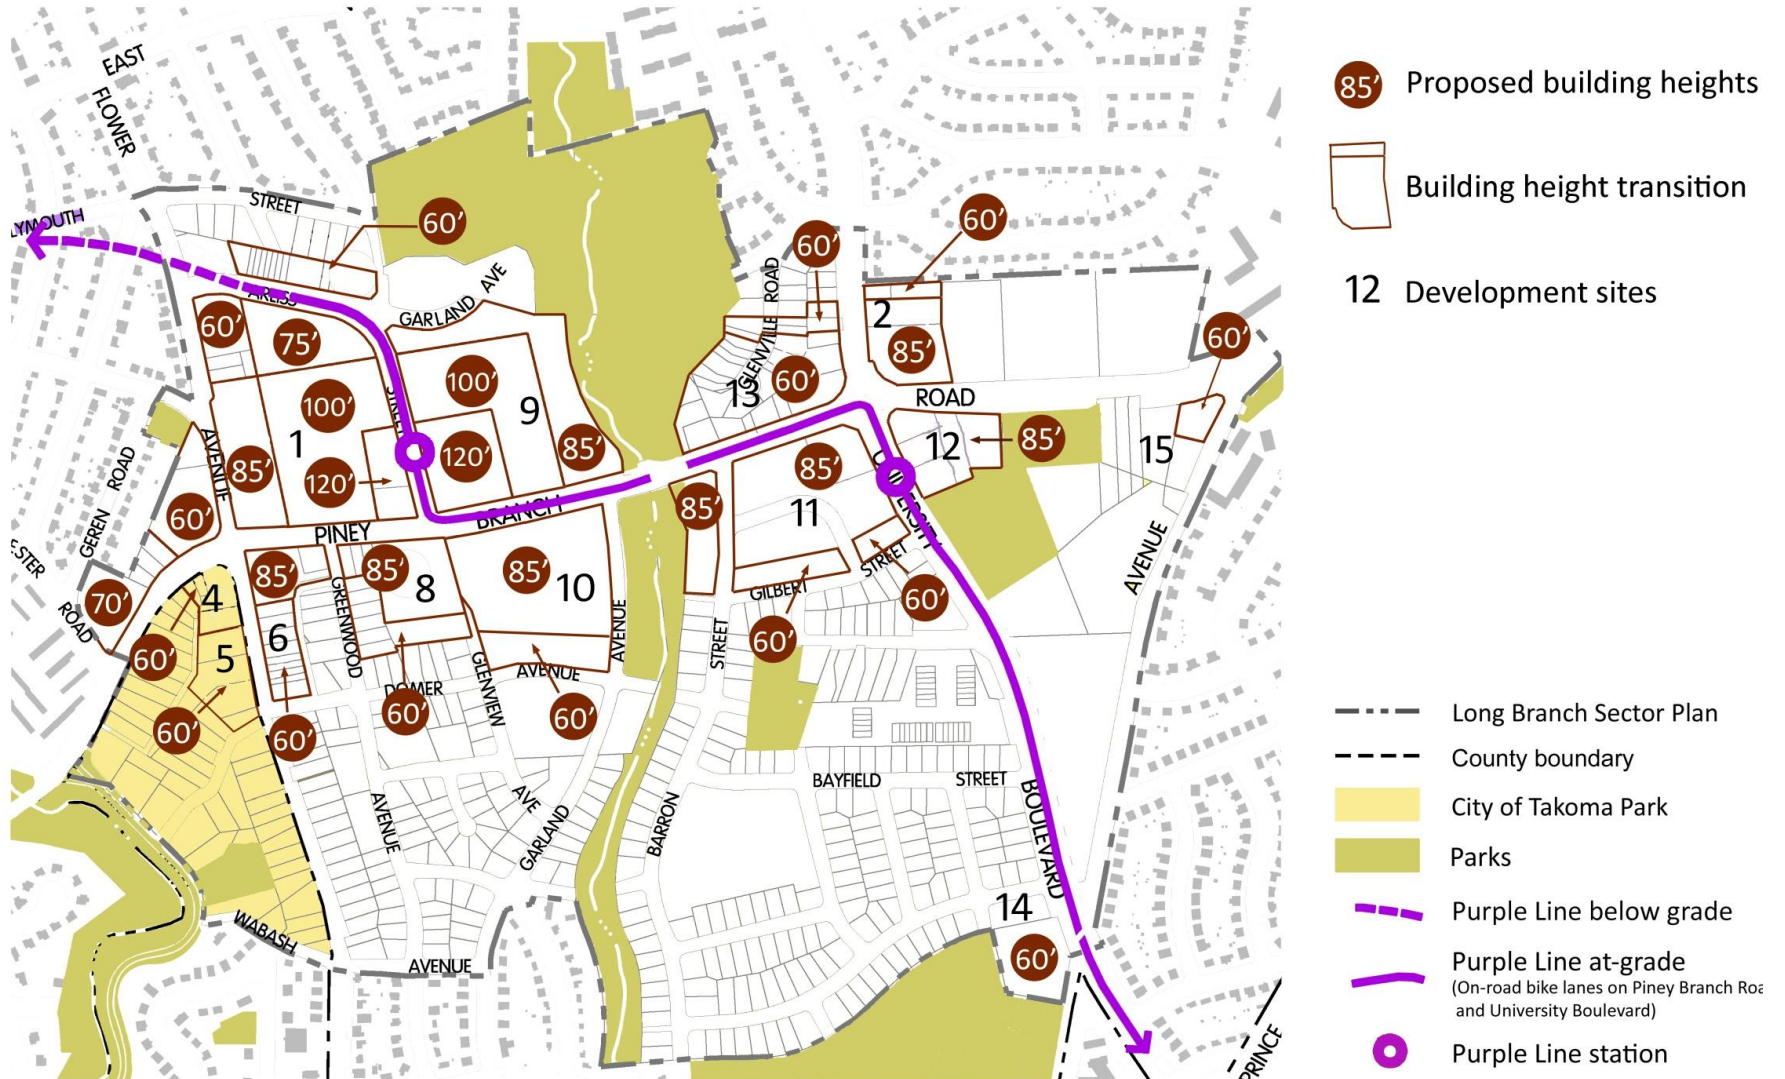 EAST
FLOWER
STREET
LYMOUTH
60'
60'
60'
ROAD
ARLISS
GARLAND AVE
60'
75'
2
85'
60'
GLENVILLE
STREET
100'
100'
9
13
60'
ROAD
1
85'
120'
120'
85'
12
85'
15
AVENUE
ROAD
GEREN
60'
85'
85'
11
UNIVERSITY
PINEY
BRANCH
STREET
GILBERT
AVENUE
ROAD
70'
4
85'
85'
8
85'
10
60'
60'
60'
5
6
GREENWOOD
AVENUE
STREET
60'
60'
DOMER
60'
GLENVIEW
AVENUE
60'
BAYFIELD
STREET
BOULEVARD
AVENUE
AVE
GARLAND
BARRON
14
60'
WABASH
AVENUE
PRINCE
85' Proposed building heights
Building height transition
12 Development sites
Long Branch Sector Plan
County boundary
City of Takoma Park
Parks
Purple Line below grade
Purple Line at-grade
(On-road bike lanes on Piney Branch Roa
and University Boulevard)
Purple Line station